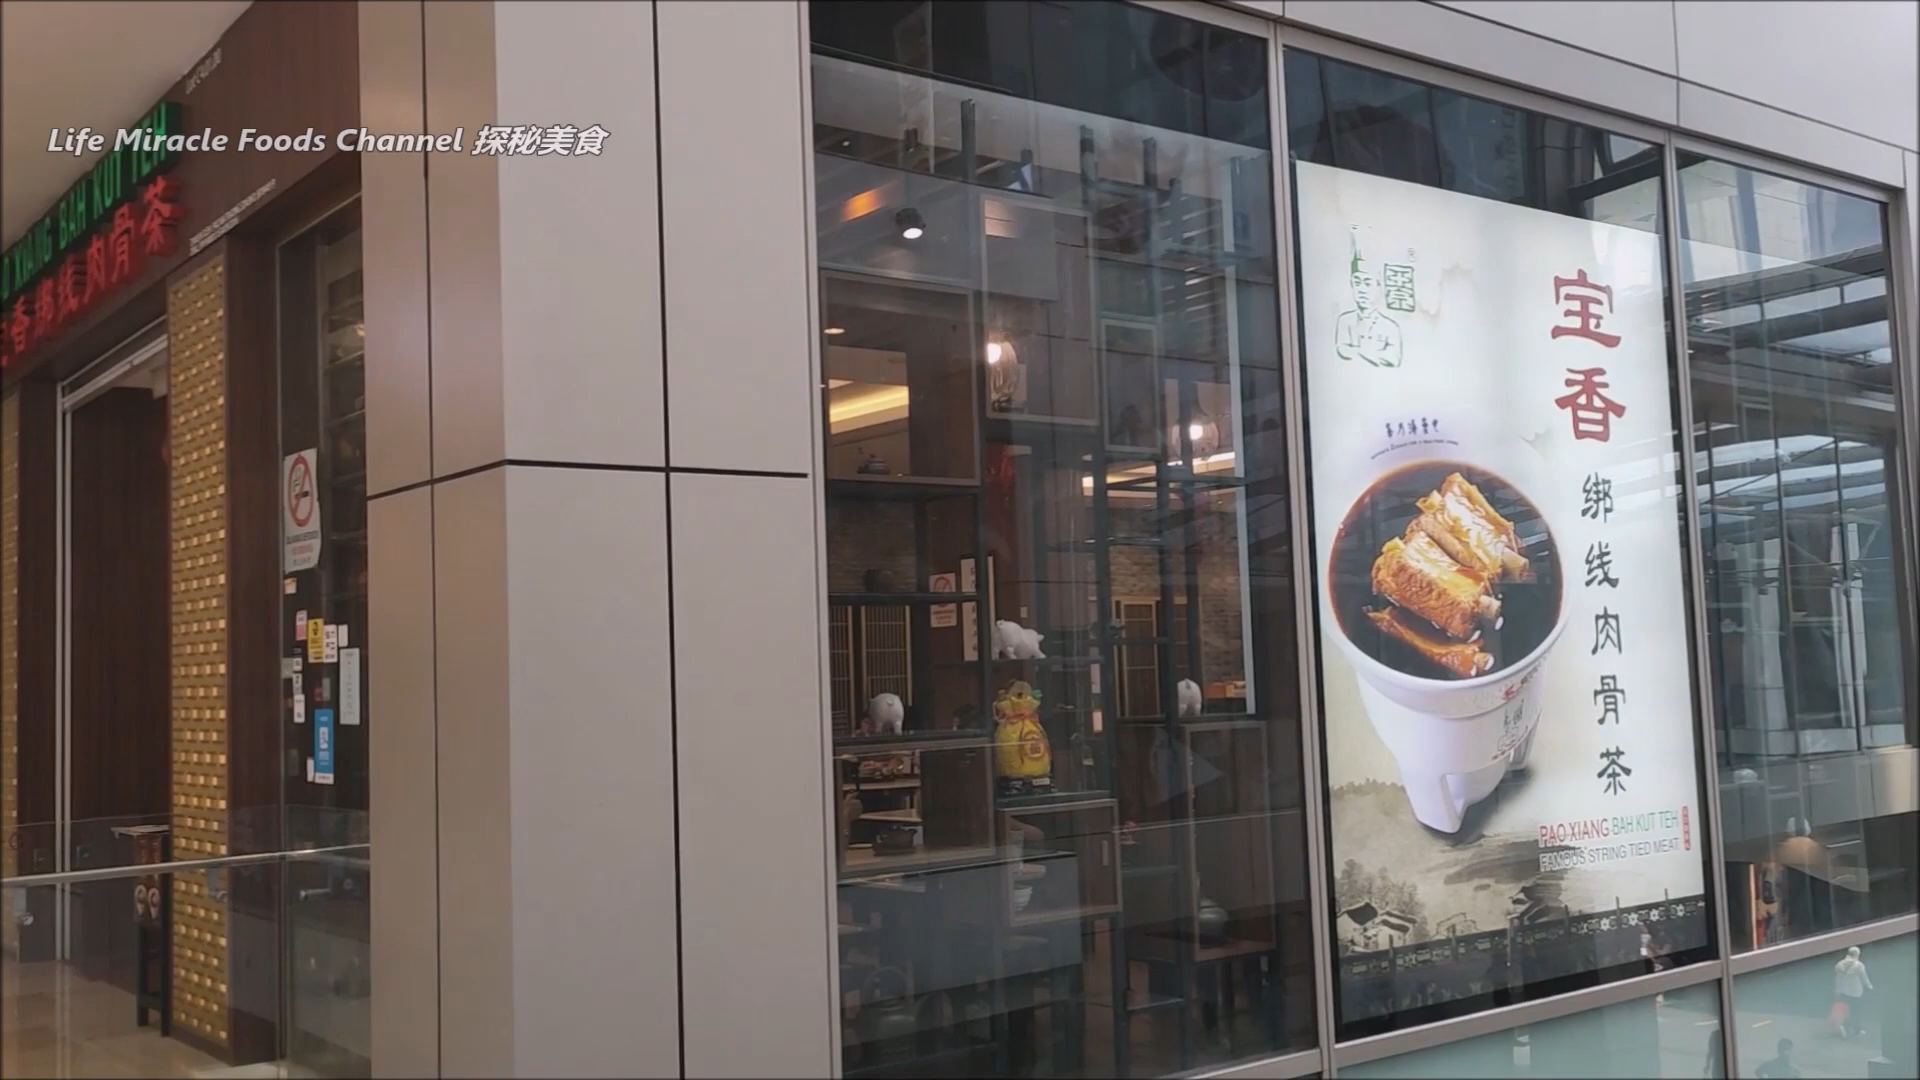 Life Miracle Foods Channel 探秘美食
XIANG BAH KUT TEH
香绑线肉骨茶
宝香
绑线肉骨茶
PAO XIANG BAH KUT TEH
FAMOUS STRING TIED MEAT